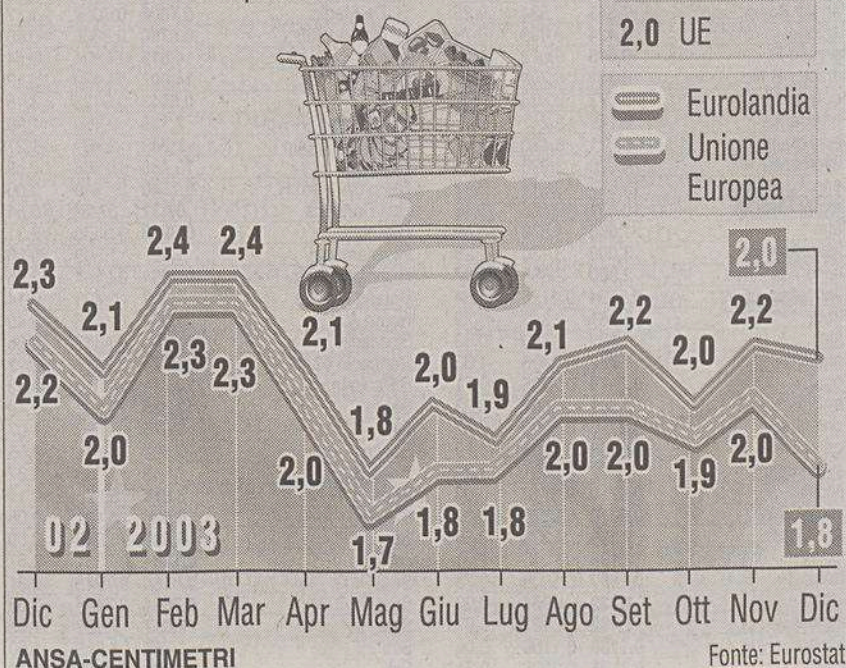 2,0 UE
Eurolandia
Unione
Europea
2,3 2,1 2,4 2,4 2,1 1,8 2,0 1,9 2,1 2,2 2,0 2,2 2,0
2,2 2,0 2,3 2,3 2,0 1,7 1,8 1,8 2,0 2,0 1,9 2,0 1,8
02 2003
Dic Gen Feb Mar Apr Mag Giu Lug Ago Set Ott Nov Dic
ANSA-CENTIMETRI Fonte: Eurostat